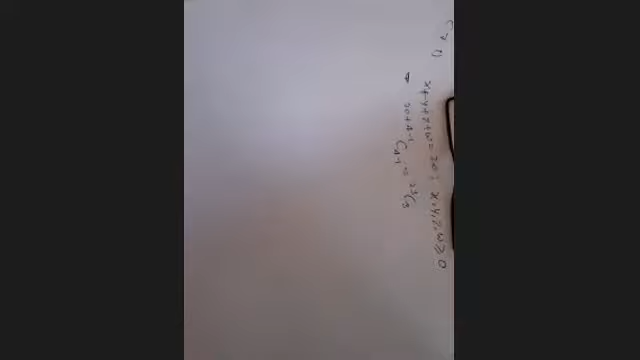 x+y+z+w = 20; x,y,z,w ≥ 0
20+4-1C4-1 = 23C3